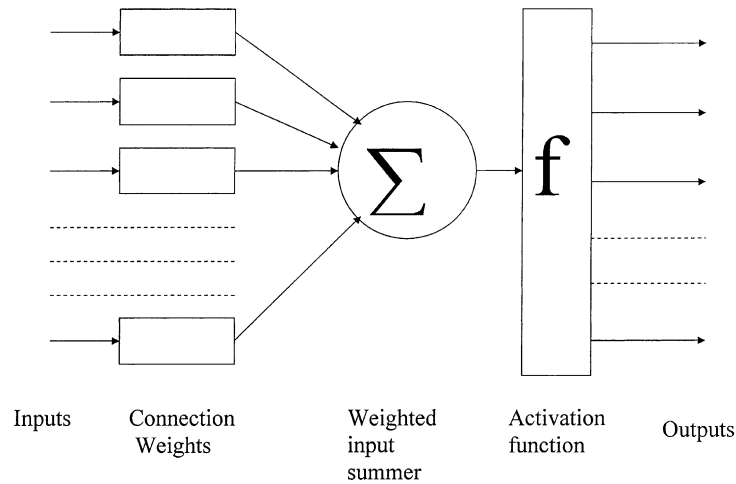 Σ
f
Inputs
Connection
Weights
Weighted
input
summer
Activation
function
Outputs